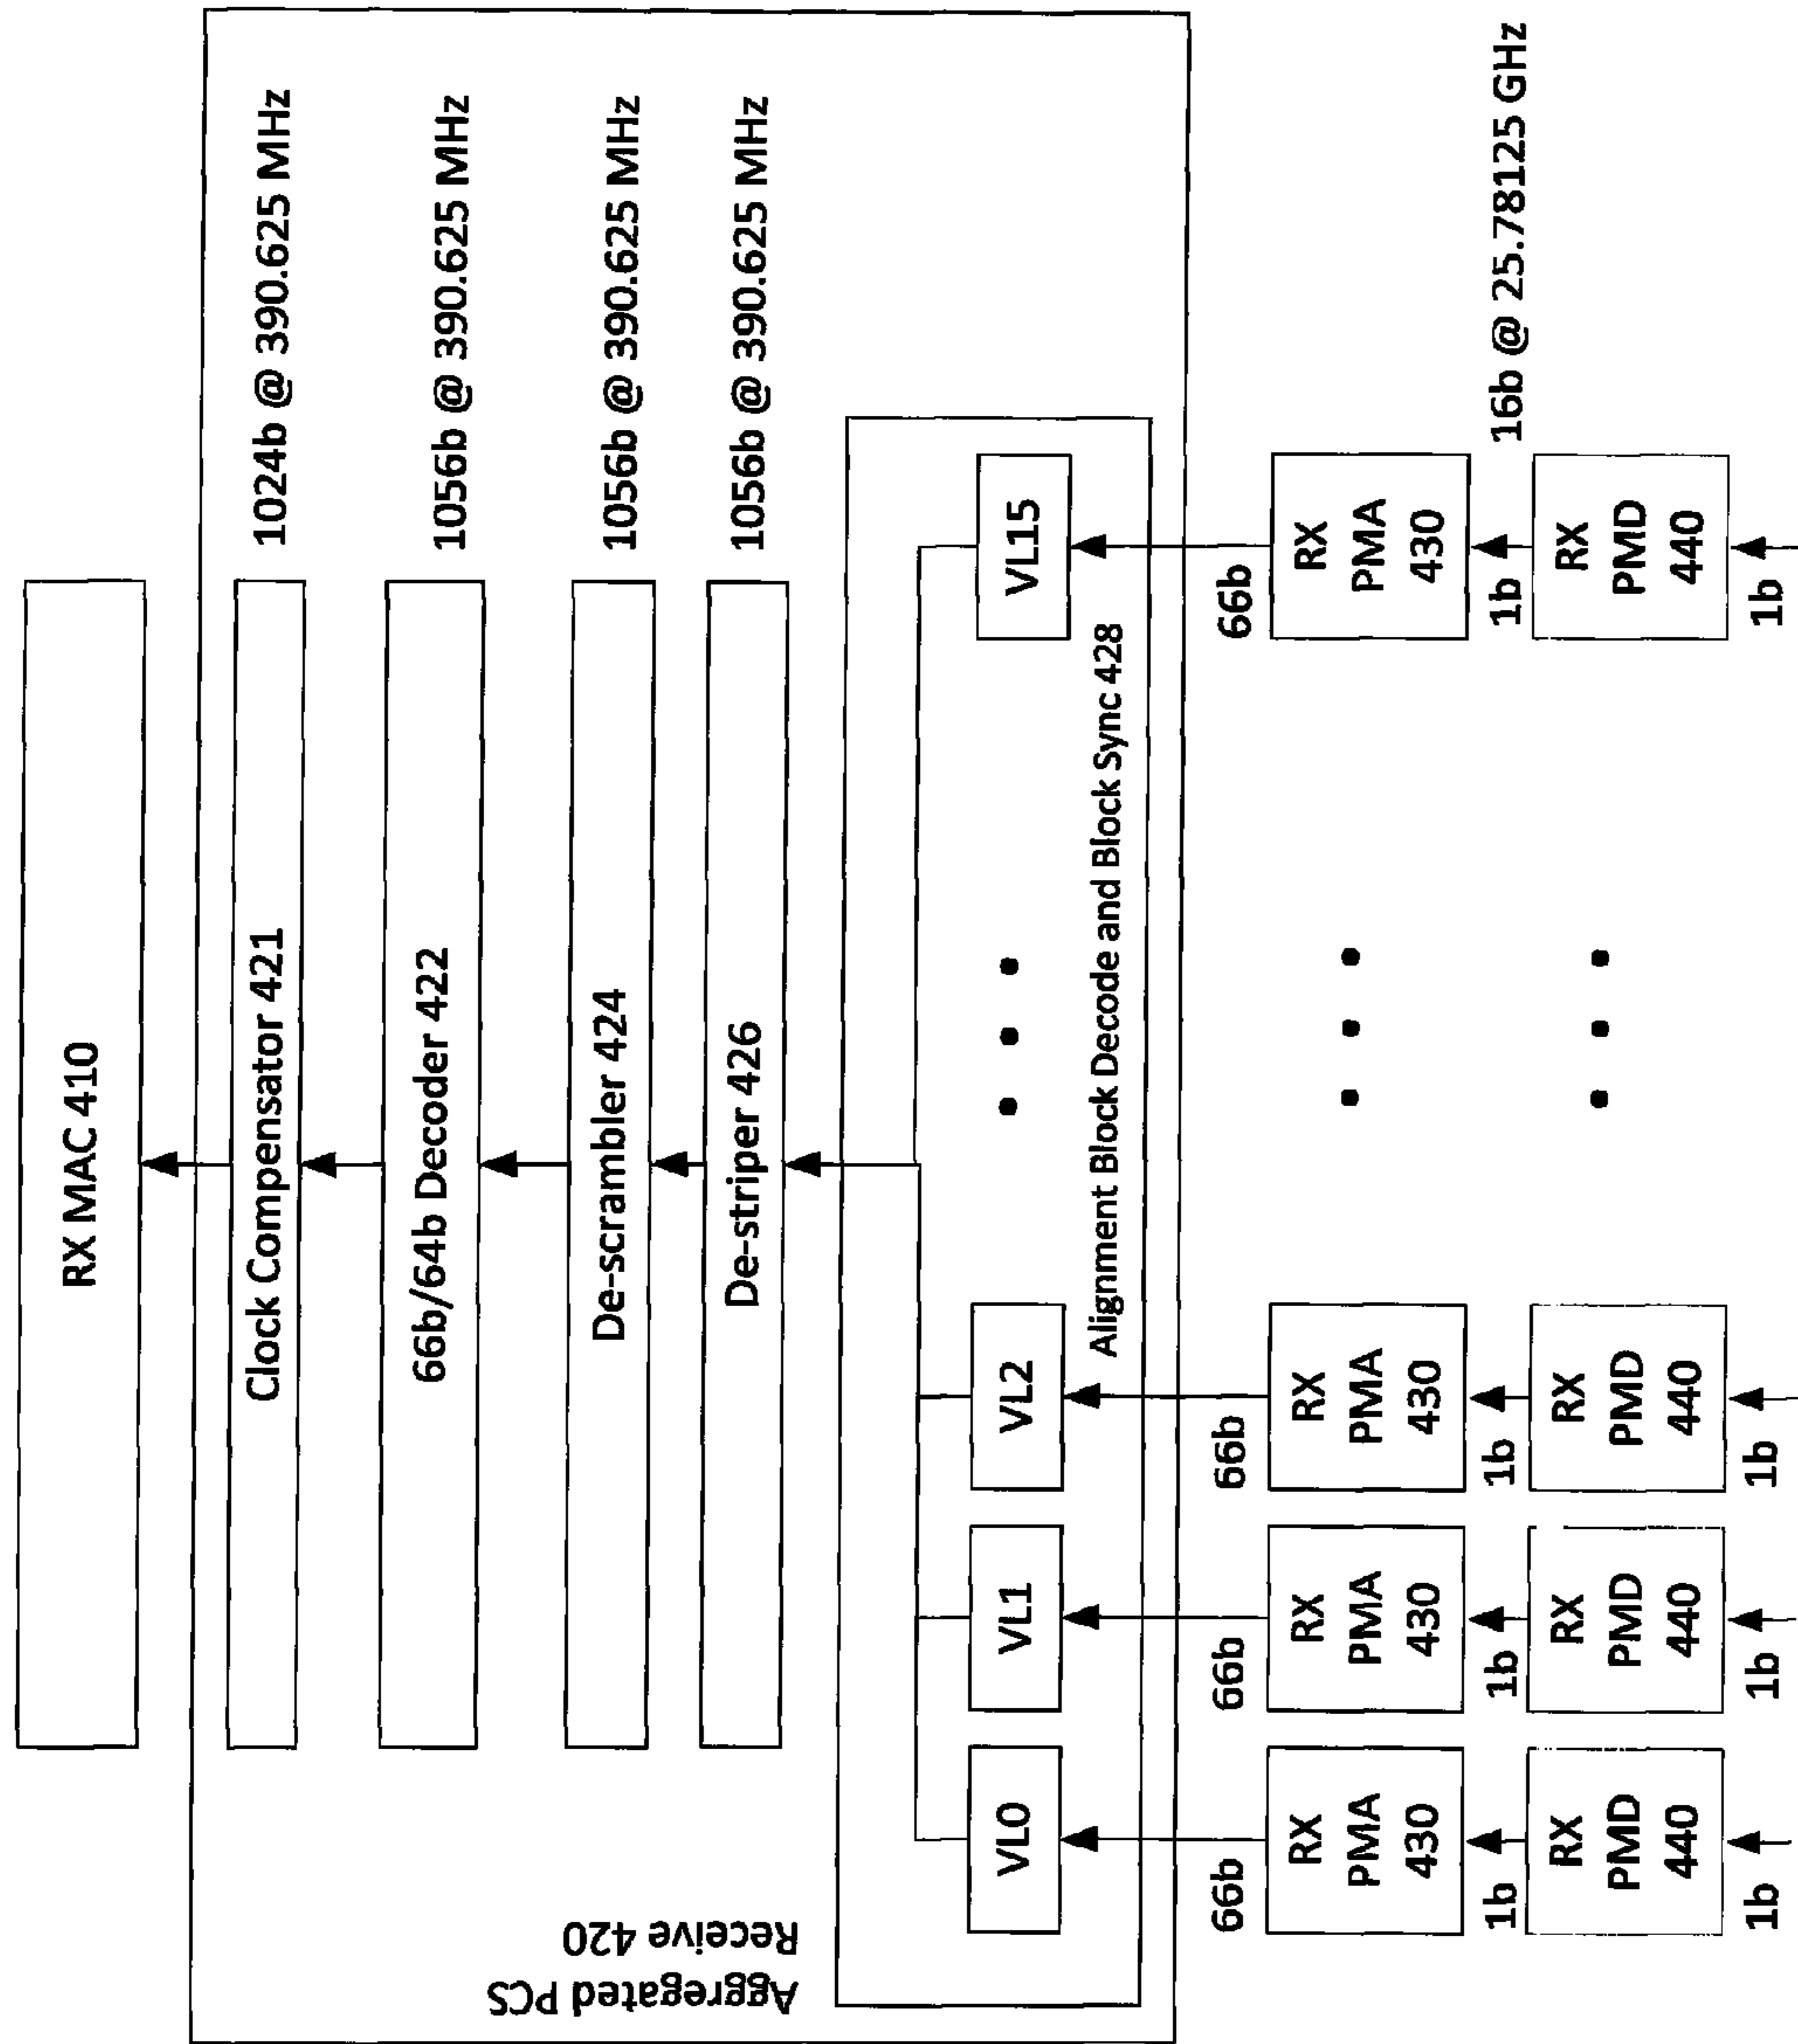 RX MAC 410
Clock Compensator 421
1024b @ 390.625 MHz
66b/64b Decoder 422
1056b @ 390.625 MHz
De-scrambler 424
1056b @ 390.625 MHz
De-striper 426
1056b @ 390.625 MHz
Aggregated PCS
Receive 420
VL0
VL1
VL2
VL15
Alignment Block Decode and Block Sync 428
66b
66b
66b
66b
RX
PMA
430
RX
PMA
430
RX
PMA
430
RX
PMA
430
1b
1b
1b
1b
16b @ 25.78125 GHz
RX
PMD
440
RX
PMD
440
RX
PMD
440
RX
PMD
440
1b
1b
1b
1b